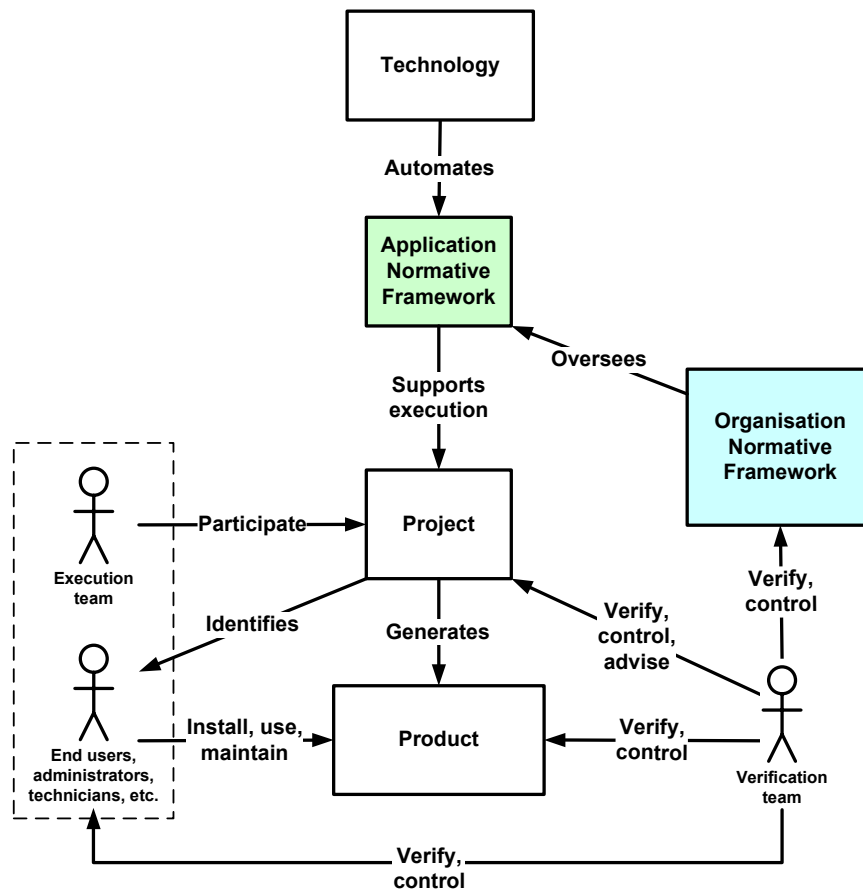 Technology
Automates
Application
Normative
Framework
Oversees
Supports
execution
Organisation
Normative
Framework
Execution
team
Participate
Project
Verify,
control
Identifies
Generates
Verify,
control,
advise
End users,
administrators,
technicians, etc.
Install, use,
maintain
Product
Verify,
control
Verification
team
Verify,
control